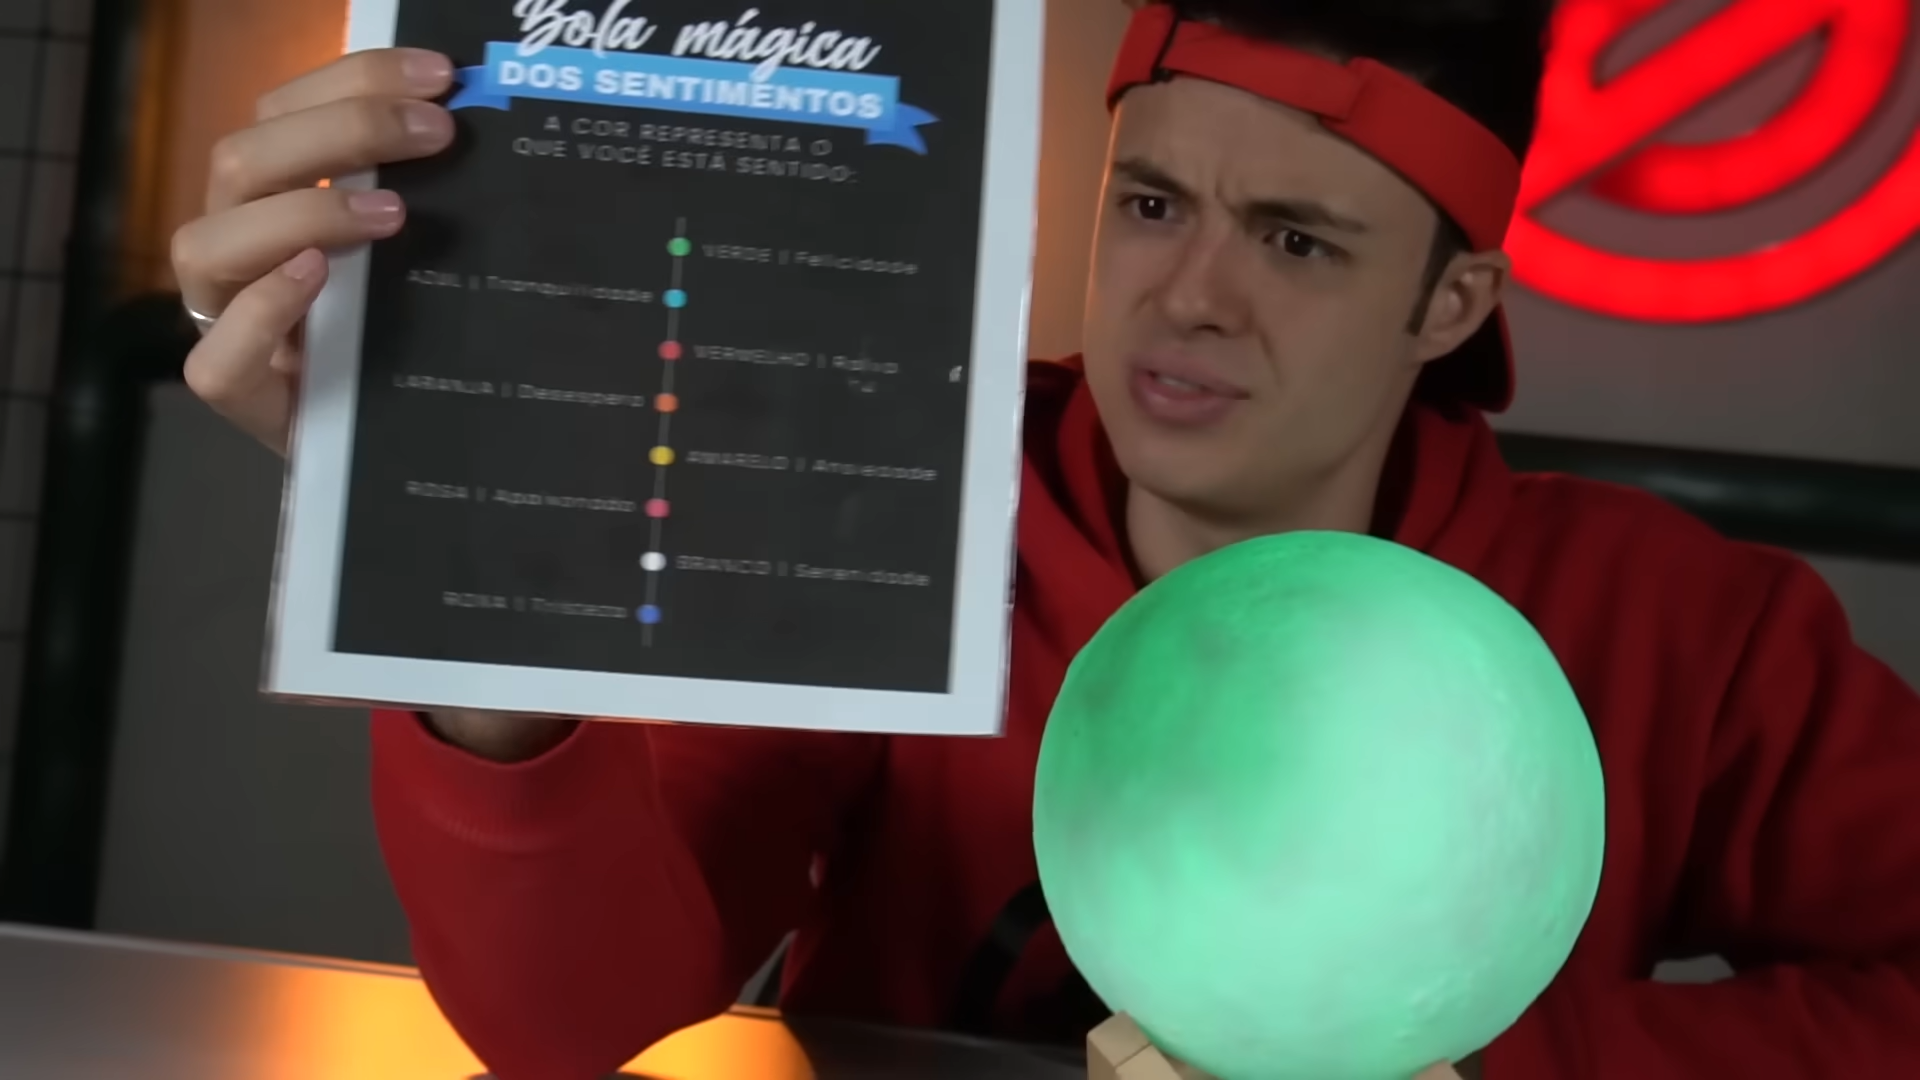 Bola mágica
DOS SENTIMENTOS
A COR REPRESENTA O
QUE VOCÊ ESTÁ SENTIDO:
VERDE | Felicidade
AZUL | Tranquilidade
VERMELHO | Raiva
LARANJA | Desespero
AMARELO | Ansiedade
ROSA | Apaixonado
BRANCO | Serenidade
ROXA | Tristeza